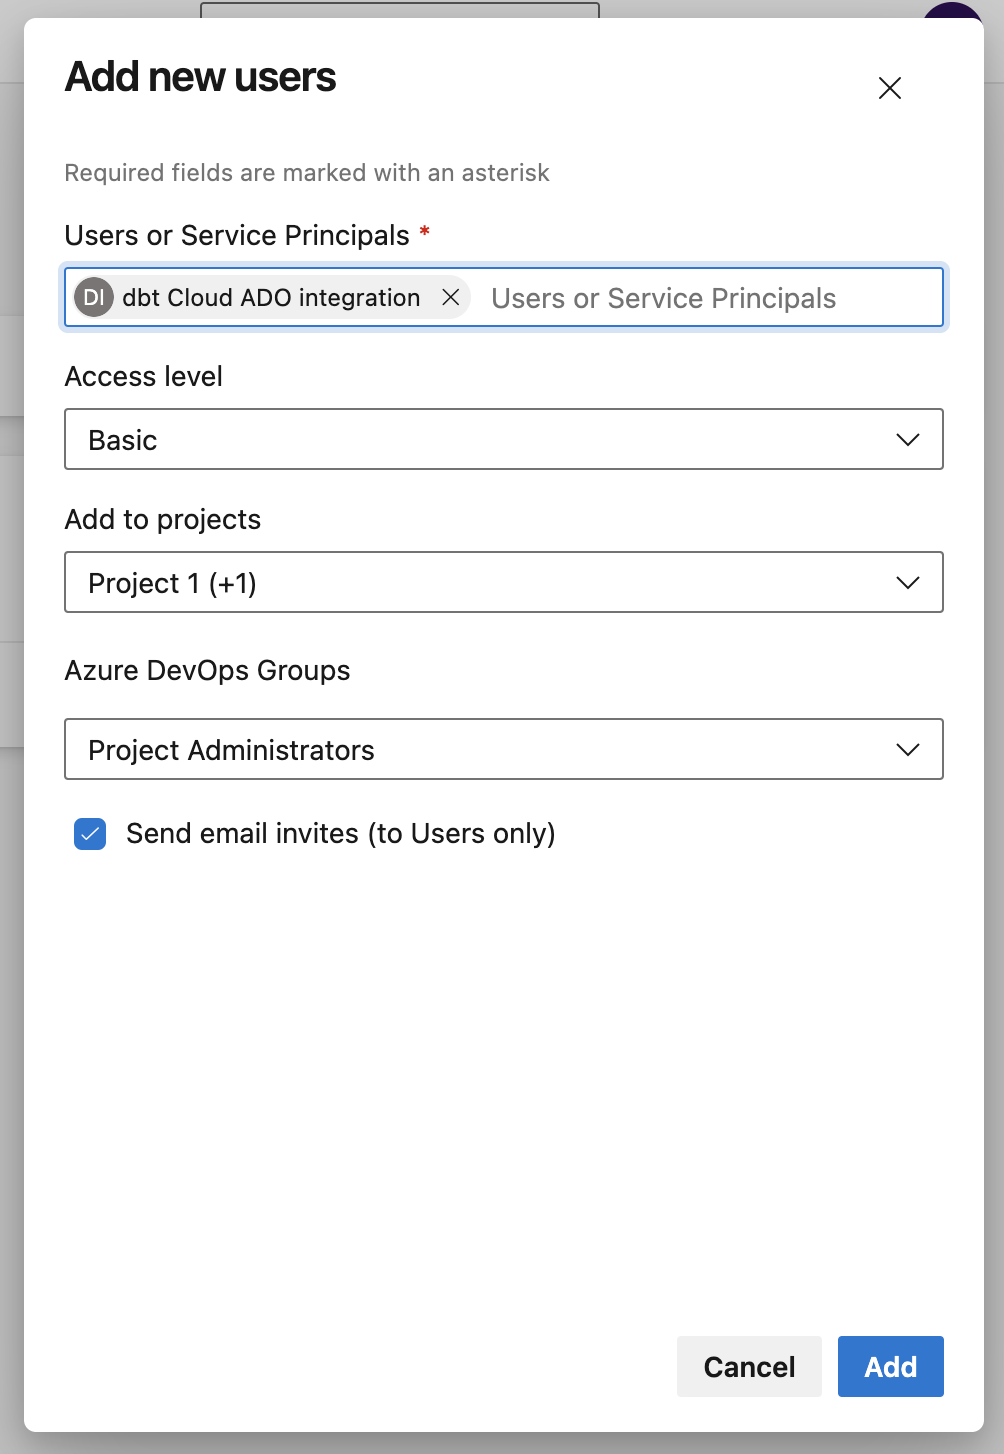 Add new users
Required fields are marked with an asterisk
Users or Service Principals *
DI dbt Cloud ADO integration Users or Service Principals
Access level
Basic
Add to projects
Project 1 (+1)
Azure DevOps Groups
Project Administrators
Send email invites (to Users only)
Cancel Add